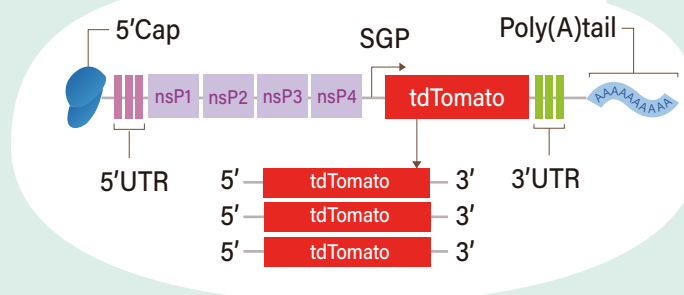 5'Cap
SGP
Poly(A)tail
nsP1 nsP2 nsP3 nsP4
tdTomato
AAAAAAAAAA
5'UTR
3'UTR
5' tdTomato 3'
5' tdTomato 3'
5' tdTomato 3'